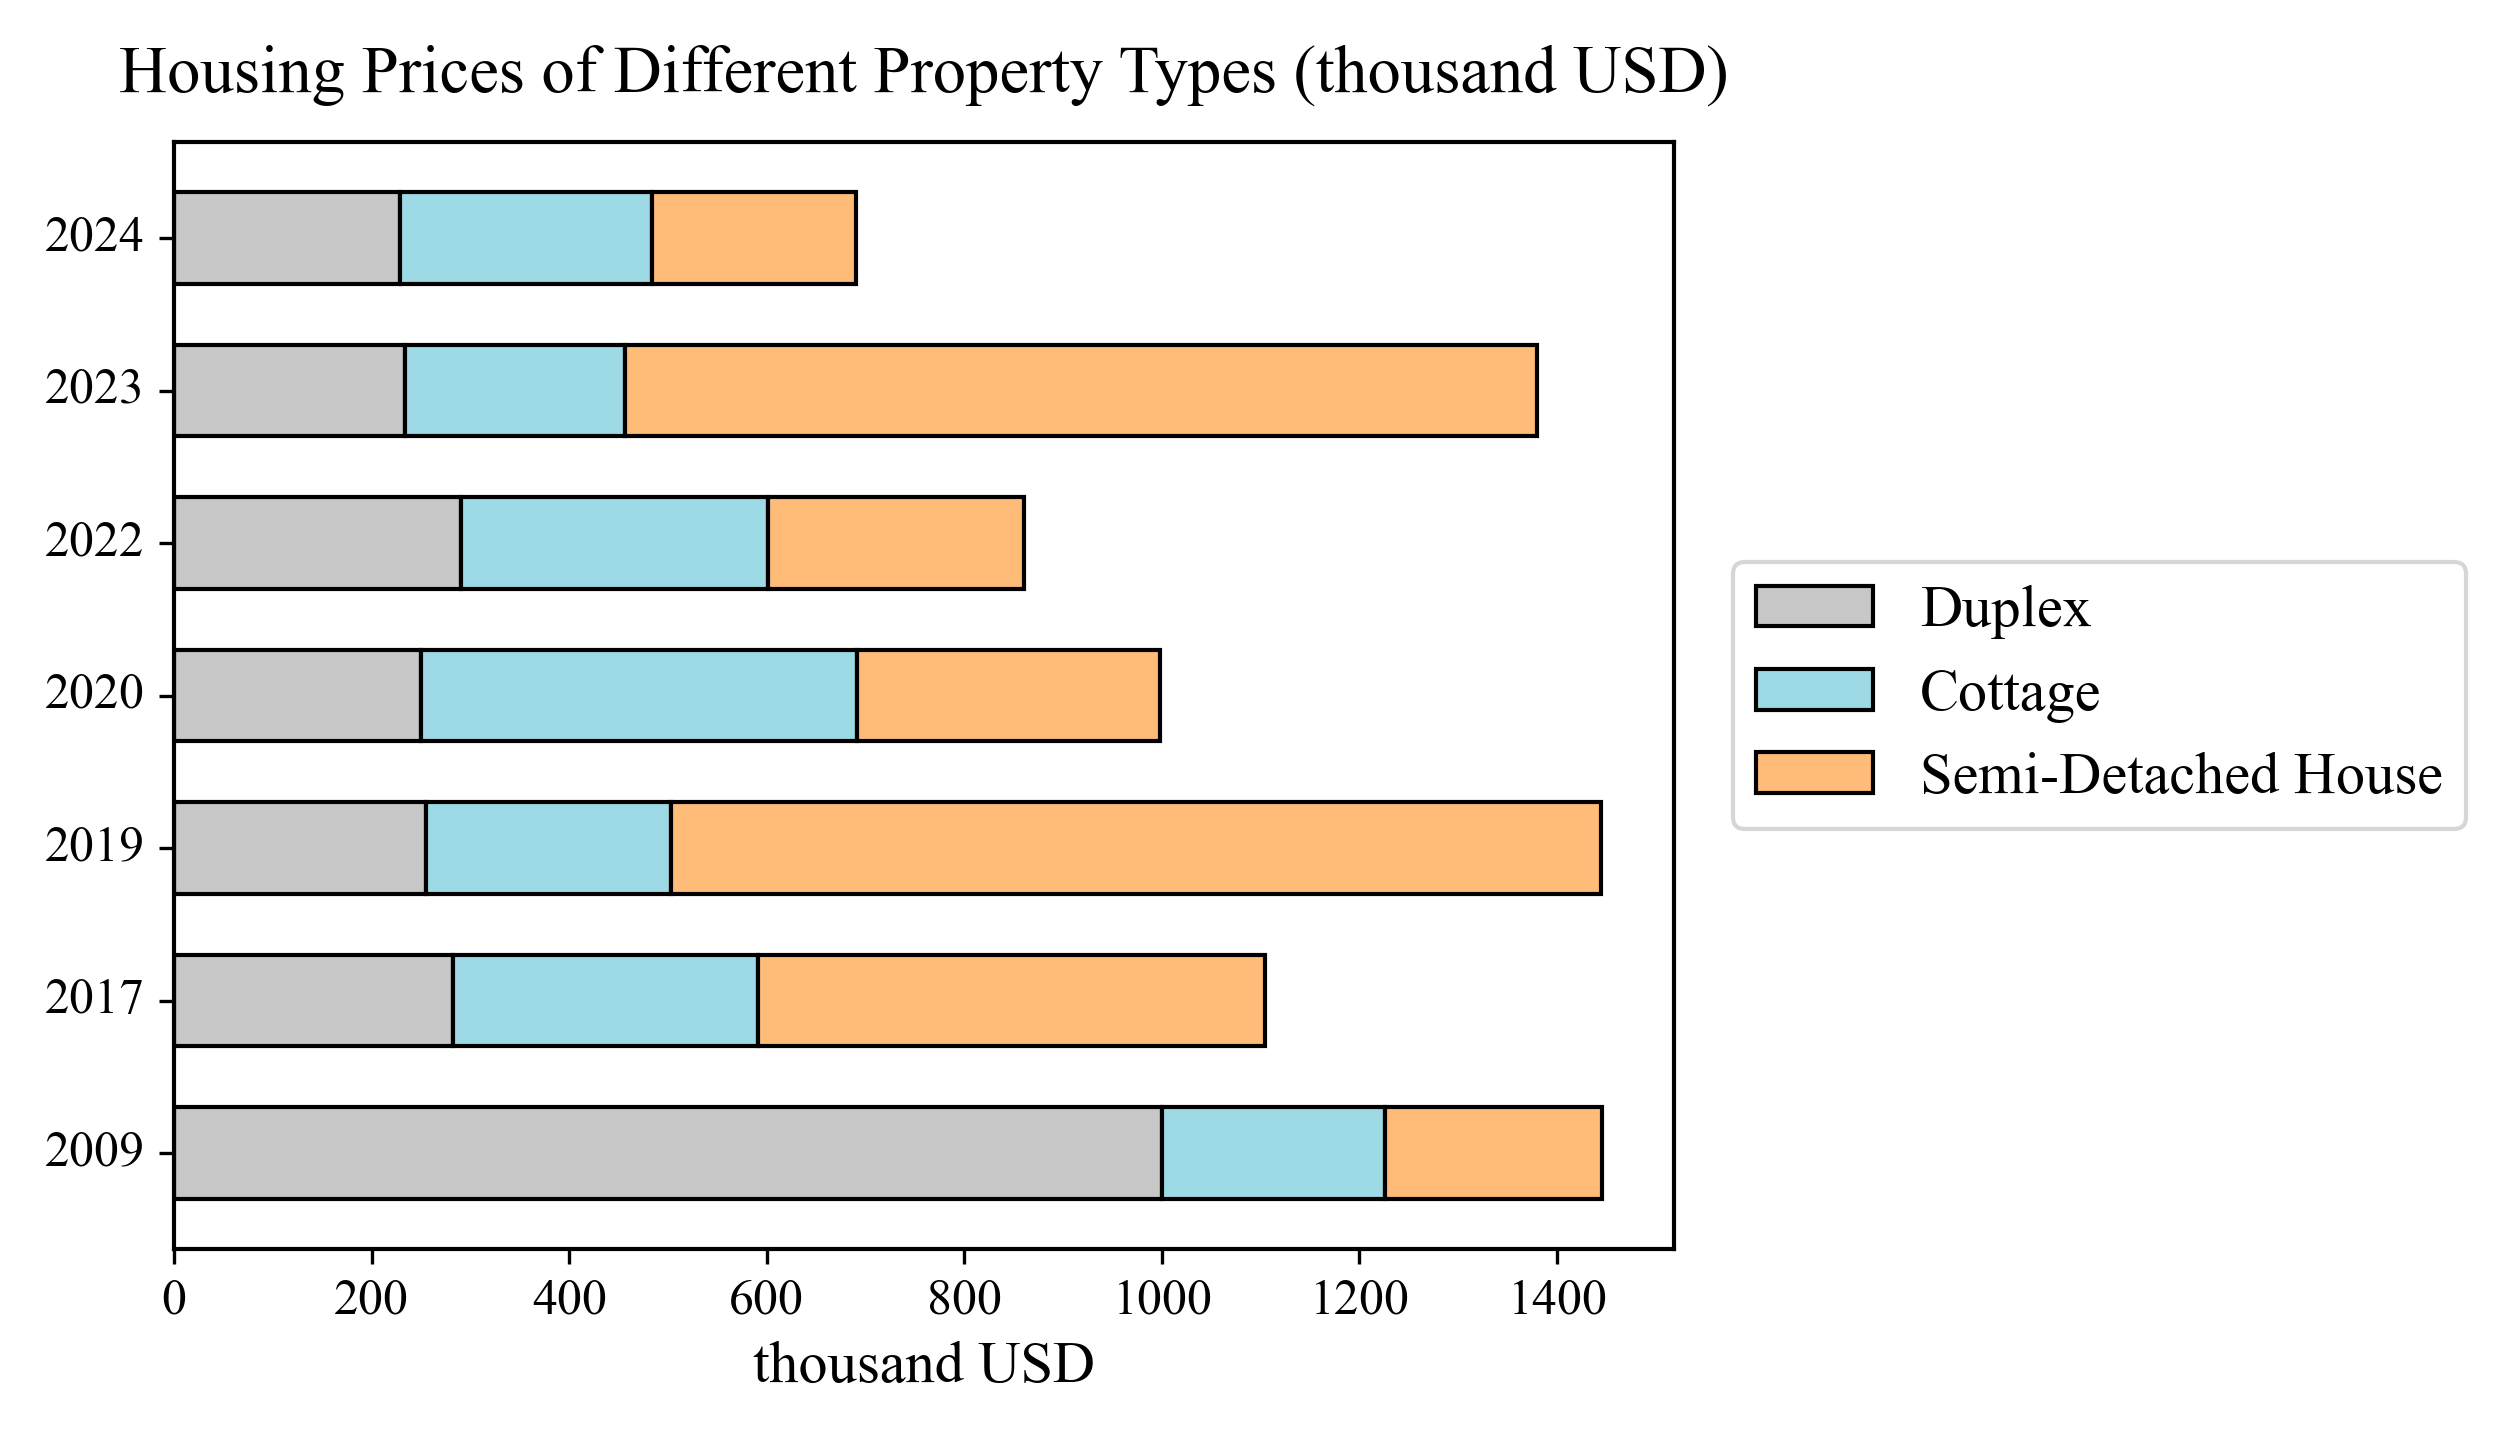 Housing Prices of Different Property Types (thousand USD)
2024
2023
2022
2020
2019
2017
2009
0 200 400 600 800 1000 1200 1400
thousand USD
Duplex
Cottage
Semi-Detached House